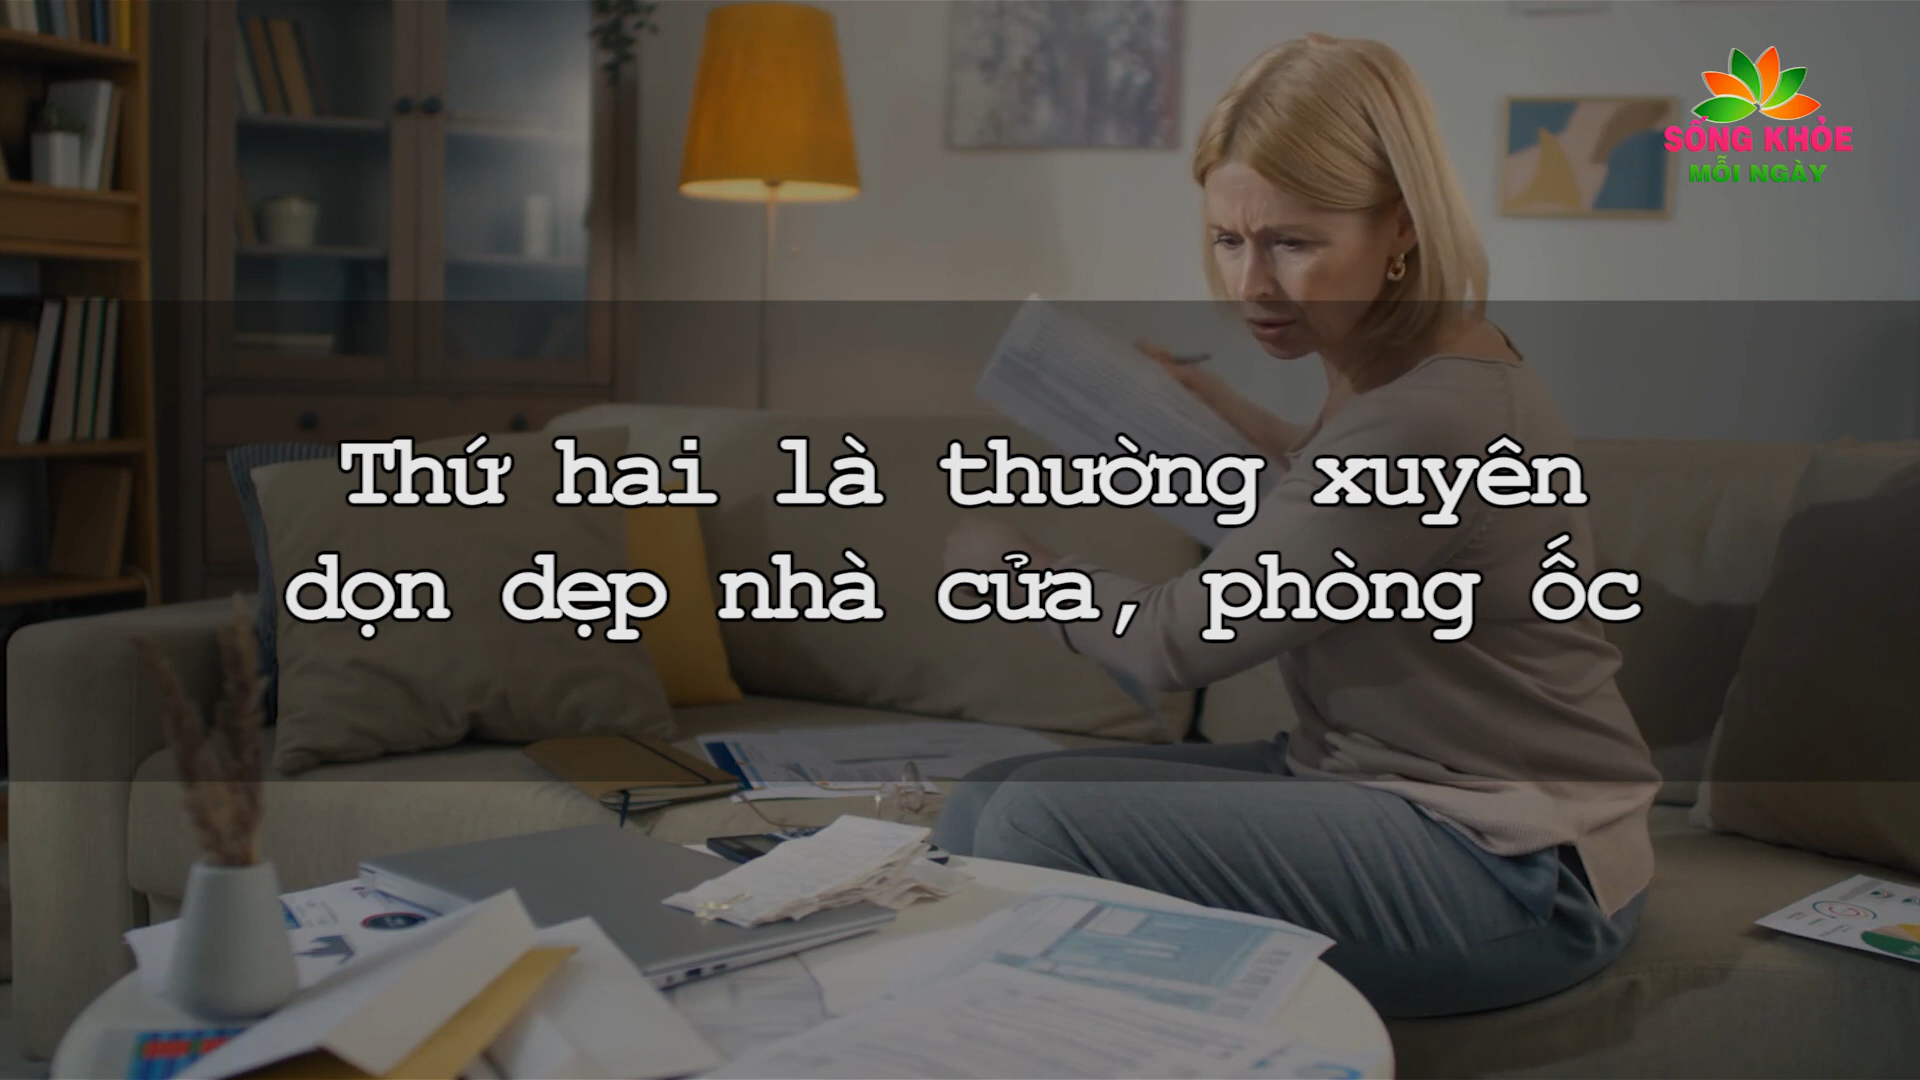 SỐNG KHỎE
MỖI NGÀY
Thứ hai là thường xuyên
dọn dẹp nhà cửa, phòng ốc